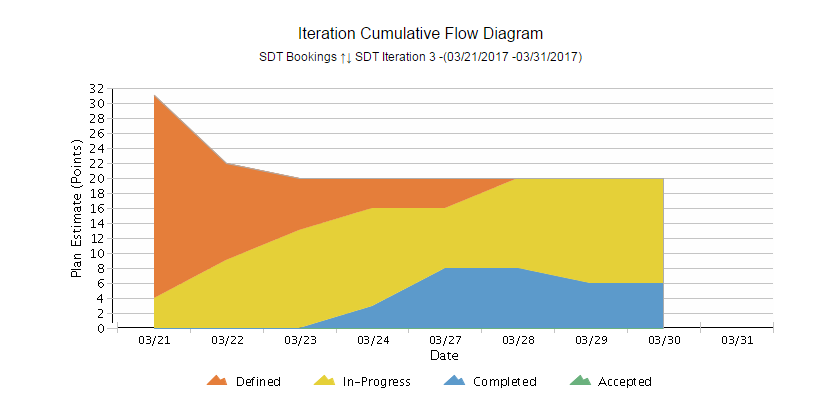 Iteration Cumulative Flow Diagram
SDT Bookings ↑↓ SDT Iteration 3 -(03/21/2017 -03/31/2017)
Plan Estimate (Points)
32
30
28
26
24
22
20
18
16
14
12
10
8
6
4
2
0
03/21 03/22 03/23 03/24 03/27 03/28 03/29 03/30 03/31
Date
Defined In-Progress Completed Accepted